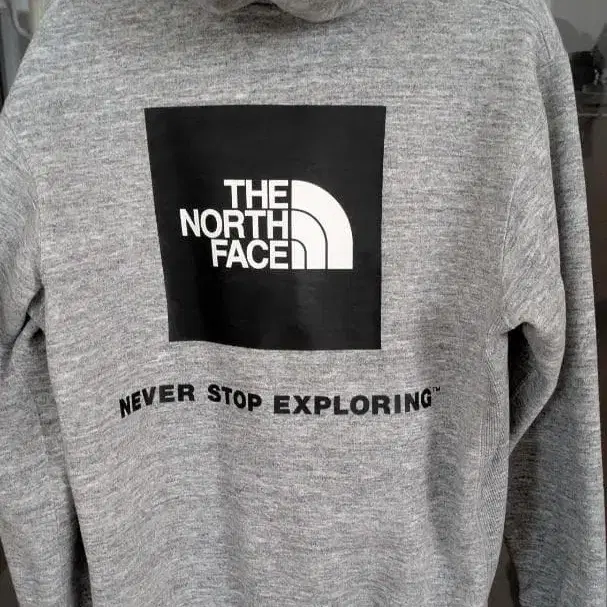 THE
NORTH
FACE
NEVER STOP EXPLORING™